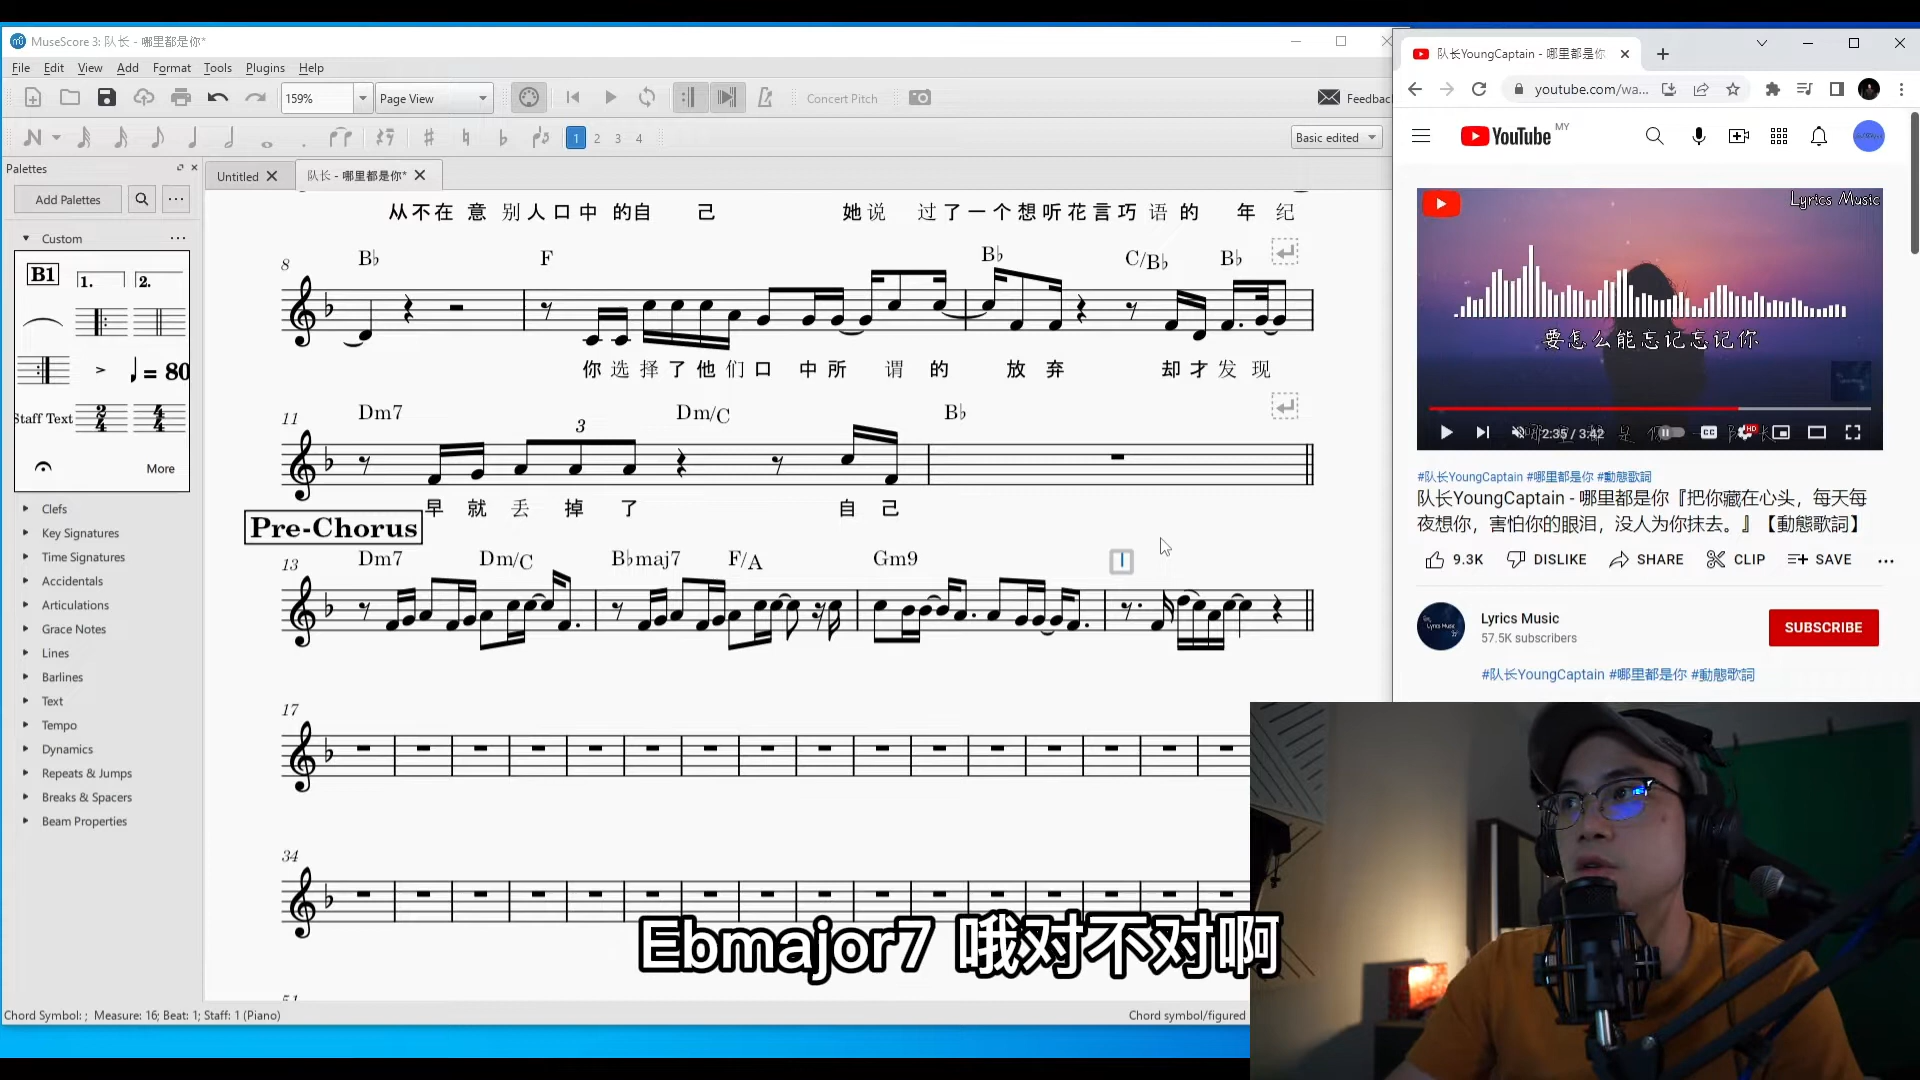 MuseScore 3: 队长 - 哪里都是你*
File Edit View Add Format Tools Plugins Help
159% Page View Concert Pitch Feedbac
1 2 3 4 Basic edited
Palettes
Untitled 队长 - 哪里都是你*
Add Palettes
Custom
B1 1. 2.
= 80
Staff Text 2/4 4/4
More
Clefs
Key Signatures
Time Signatures
Accidentals
Articulations
Grace Notes
Lines
Barlines
Text
Tempo
Dynamics
Repeats & Jumps
Breaks & Spacers
Beam Properties
从不在 意 别人口中 的自 己 她说 过了一个想听花言巧语的 年 纪
8 B♭ F B♭ C/B♭ B♭
你选择了他们口 中所 谓 的 放 弃 却才发现
11 Dm7 3 Dm/C B♭
早 就 丢 掉 了 自 己
Pre-Chorus
13 Dm7 Dm/C B♭maj7 F/A Gm9
17
34
51
Ebmajor7 哦对不对啊
Chord Symbol: ; Measure: 16; Beat: 1; Staff: 1 (Piano)
Chord symbol/figured
队长YoungCaptain - 哪里都是你
youtube.com/wa...
YouTube MY
Lyrics Music
要怎么能忘记忘记你
2:35 / 3:42
CC HD
#队长YoungCaptain #哪里都是你 #動態歌詞
队长YoungCaptain - 哪里都是你『把你藏在心头，每天每
夜想你，害怕你的眼泪，没人为你抹去。』【動態歌詞】
9.3K DISLIKE SHARE CLIP SAVE
Lyrics Music
57.5K subscribers
SUBSCRIBE
#队长YoungCaptain #哪里都是你 #動態歌詞